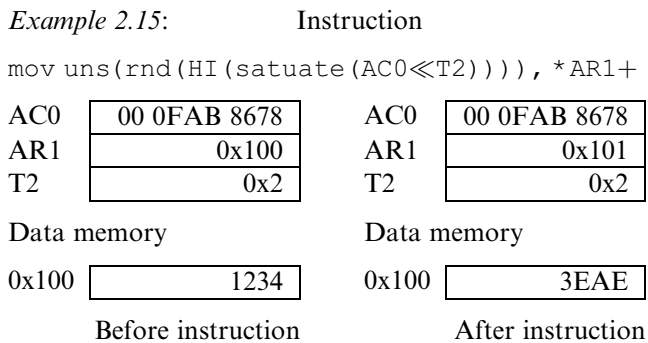 Example 2.15: Instruction
mov uns(rnd(HI(satuate(AC0≪T2)))), *AR1+
AC0 00 0FAB 8678 AC0 00 0FAB 8678
AR1 0x100 AR1 0x101
T2 0x2 T2 0x2
Data memory Data memory
0x100 1234 0x100 3EAE
Before instruction After instruction